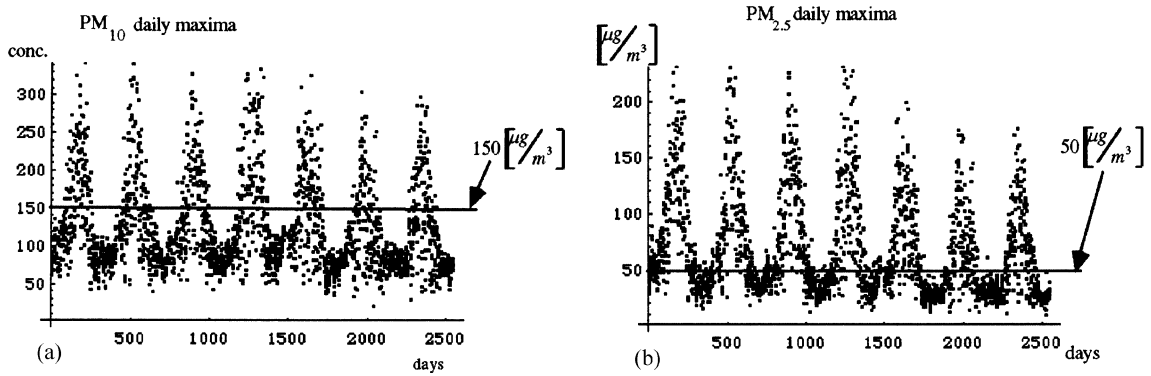 PM10 daily maxima
conc.
300
250
200
150
100
50
150 [μg/m³]
500 1000 1500 2000 2500
(a)
days
PM2.5 daily maxima
[μg/m³]
200
150
100
50
50 [μg/m³]
500 1000 1500 2000 2500
(b)
days